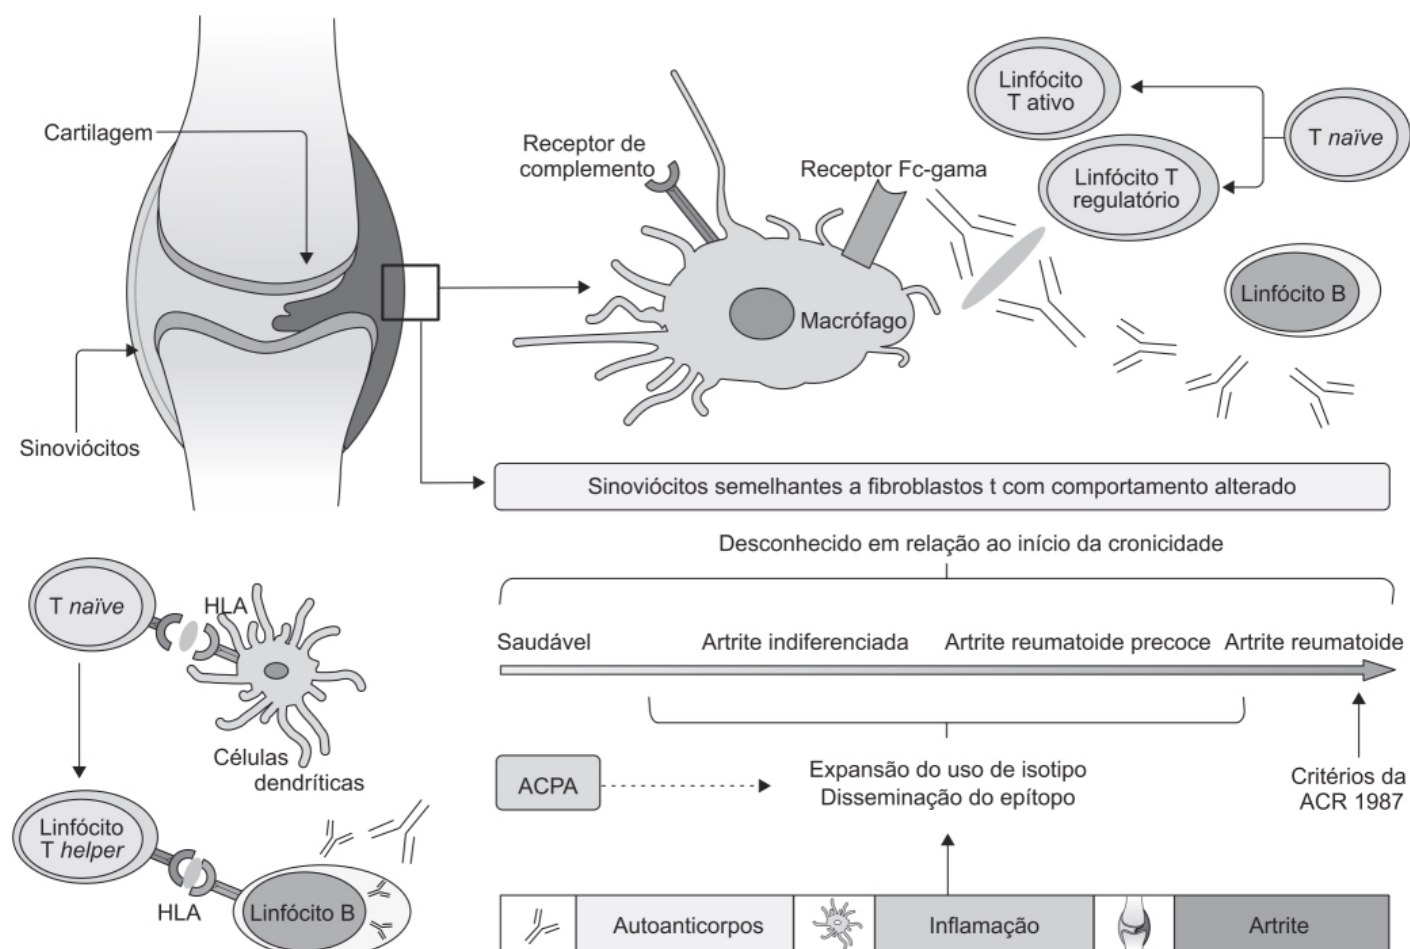 Cartilagem
Sinoviócitos
Receptor de
complemento
Receptor Fc-gama
Macrófago
Linfócito
T ativo
T naïve
Linfócito T
regulatório
Linfócito B
Sinoviócitos semelhantes a fibroblastos t com comportamento alterado
Desconhecido em relação ao início da cronicidade
Saudável
Artrite indiferenciada
Artrite reumatoide precoce
Artrite reumatoide
ACPA
Expansão do uso de isotipo
Disseminação do epítopo
Critérios da
ACR 1987
Autoanticorpos
Inflamação
Artrite
T naïve
HLA
Células
dendríticas
Linfócito
T helper
HLA
Linfócito B